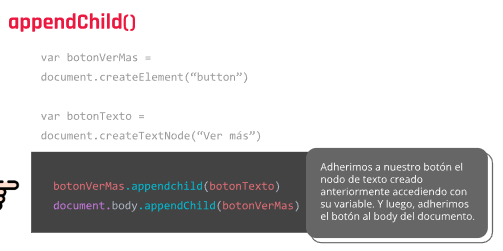 appendChild()
var botonVerMas =
document.createElement(“button”)
var botonTexto =
document.createTextNode(“Ver más”)
botonVerMas.appendchild(botonTexto)
document.body.appendChild(botonVerMas)
Adherimos a nuestro botón el
nodo de texto creado
anteriormente accediendo con
su variable. Y luego, adherimos
el botón al body del documento.